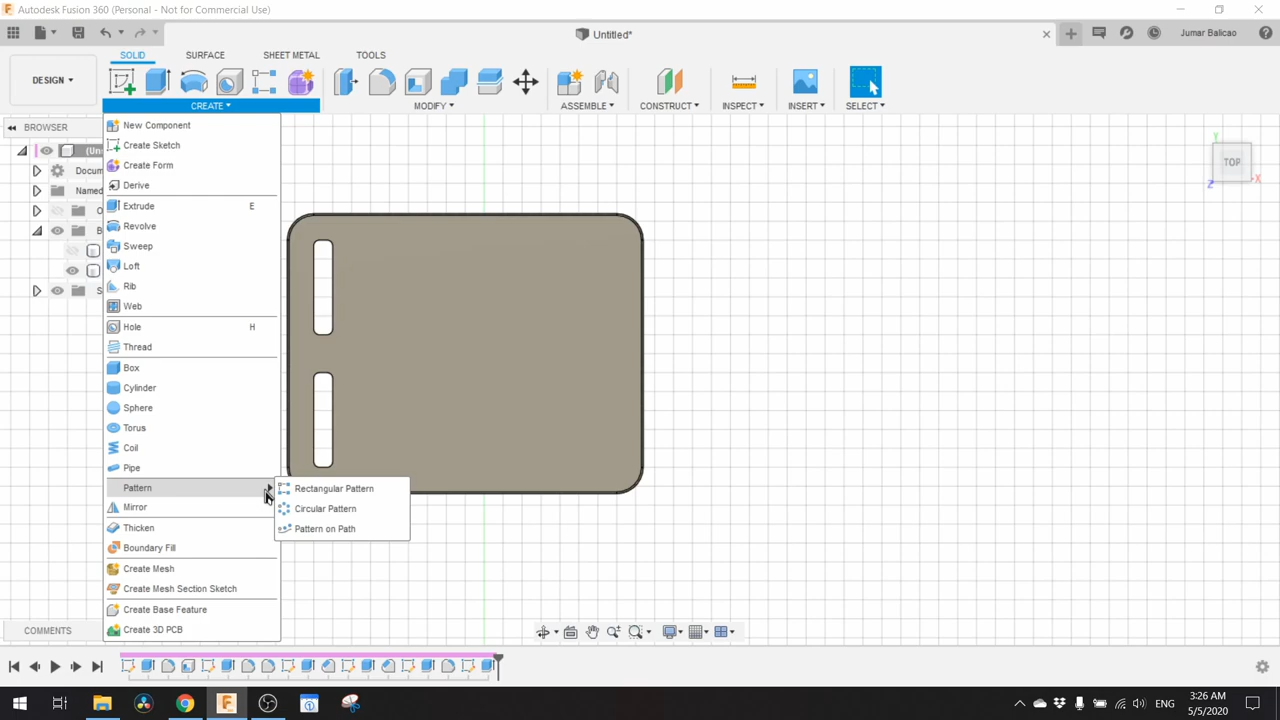 Autodesk Fusion 360 (Personal - Not for Commercial Use)
Untitled*
Jumar Balicao
SOLID
SURFACE
SHEET METAL
TOOLS
DESIGN
CREATE
MODIFY
ASSEMBLE
CONSTRUCT
INSPECT
INSERT
SELECT
BROWSER
(Un
Docum
Named
O
B
S
New Component
Create Sketch
Create Form
Derive
Extrude E
Revolve
Sweep
Loft
Rib
Web
Hole H
Thread
Box
Cylinder
Sphere
Torus
Coil
Pipe
Pattern
Rectangular Pattern
Circular Pattern
Pattern on Path
Mirror
Thicken
Boundary Fill
Create Mesh
Create Mesh Section Sketch
Create Base Feature
Create 3D PCB
Y
TOP
Z
X
COMMENTS
ENG
3:26 AM
5/5/2020